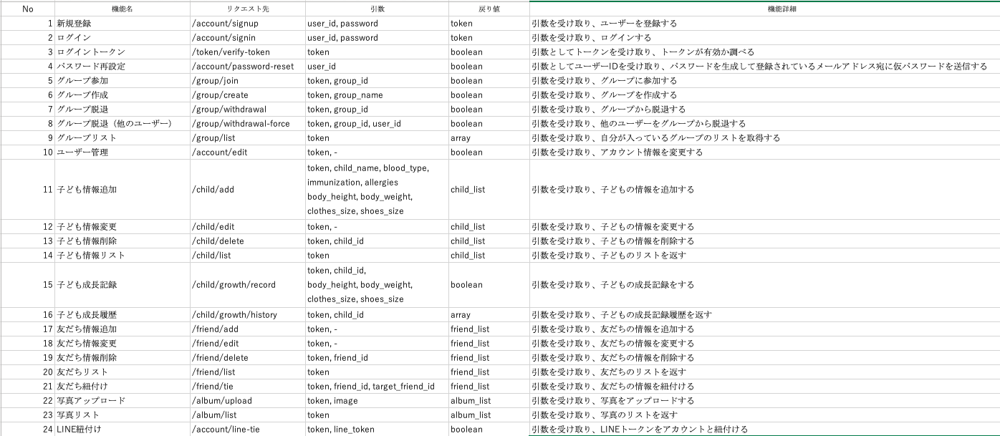 No 機能名 リクエスト先 引数 戻り値 機能詳細
1 新規登録 /account/signup user_id, password token 引数を受け取り、ユーザーを登録する
2 ログイン /account/signin user_id, password token 引数を受け取り、ログインする
3 ログイントークン /token/verify-token token boolean 引数としてトークンを受け取り、トークンが有効か調べる
4 パスワード再設定 /account/password-reset user_id boolean 引数としてユーザーIDを受け取り、パスワードを生成して登録されているメールアドレス宛に仮パスワードを送信する
5 グループ参加 /group/join token, group_id boolean 引数を受け取り、グループに参加する
6 グループ作成 /group/create token, group_name boolean 引数を受け取り、グループを作成する
7 グループ脱退 /group/withdrawal token, group_id boolean 引数を受け取り、グループから脱退する
8 グループ脱退（他のユーザー） /group/withdrawal-force token, group_id, user_id boolean 引数を受け取り、他のユーザーをグループから脱退する
9 グループリスト /group/list token array 引数を受け取り、自分が入っているグループのリストを取得する
10 ユーザー管理 /account/edit token, - boolean 引数を受け取り、アカウント情報を変更する
11 子ども情報追加 /child/add token, child_name, blood_type,
immunization, allergies
body_height, body_weight,
clothes_size, shoes_size child_list 引数を受け取り、子どもの情報を追加する
12 子ども情報変更 /child/edit token, - child_list 引数を受け取り、子どもの情報を変更する
13 子ども情報削除 /child/delete token, child_id child_list 引数を受け取り、子どもの情報を削除する
14 子ども情報リスト /child/list token child_list 引数を受け取り、子どものリストを返す
15 子ども成長記録 /child/growth/record token, child_id,
body_height, body_weight,
clothes_size, shoes_size boolean 引数を受け取り、子どもの成長記録をする
16 子ども成長履歴 /child/growth/history token, child_id array 引数を受け取り、子どもの成長記録履歴を返す
17 友だち情報追加 /friend/add token, - friend_list 引数を受け取り、友だちの情報を追加する
18 友だち情報変更 /friend/edit token, - friend_list 引数を受け取り、友だちの情報を変更する
19 友だち情報削除 /friend/delete token, friend_id friend_list 引数を受け取り、友だちの情報を削除する
20 友だちリスト /friend/list token friend_list 引数を受け取り、友だちのリストを返す
21 友だち紐付け /friend/tie token, friend_id, target_friend_id friend_list 引数を受け取り、友だちの情報を紐付ける
22 写真アップロード /album/upload token, image album_list 引数を受け取り、写真をアップロードする
23 写真リスト /album/list token album_list 引数を受け取り、写真のリストを返す
24 LINE紐付け /account/line-tie token, line_token boolean 引数を受け取り、LINEトークンをアカウントと紐付ける